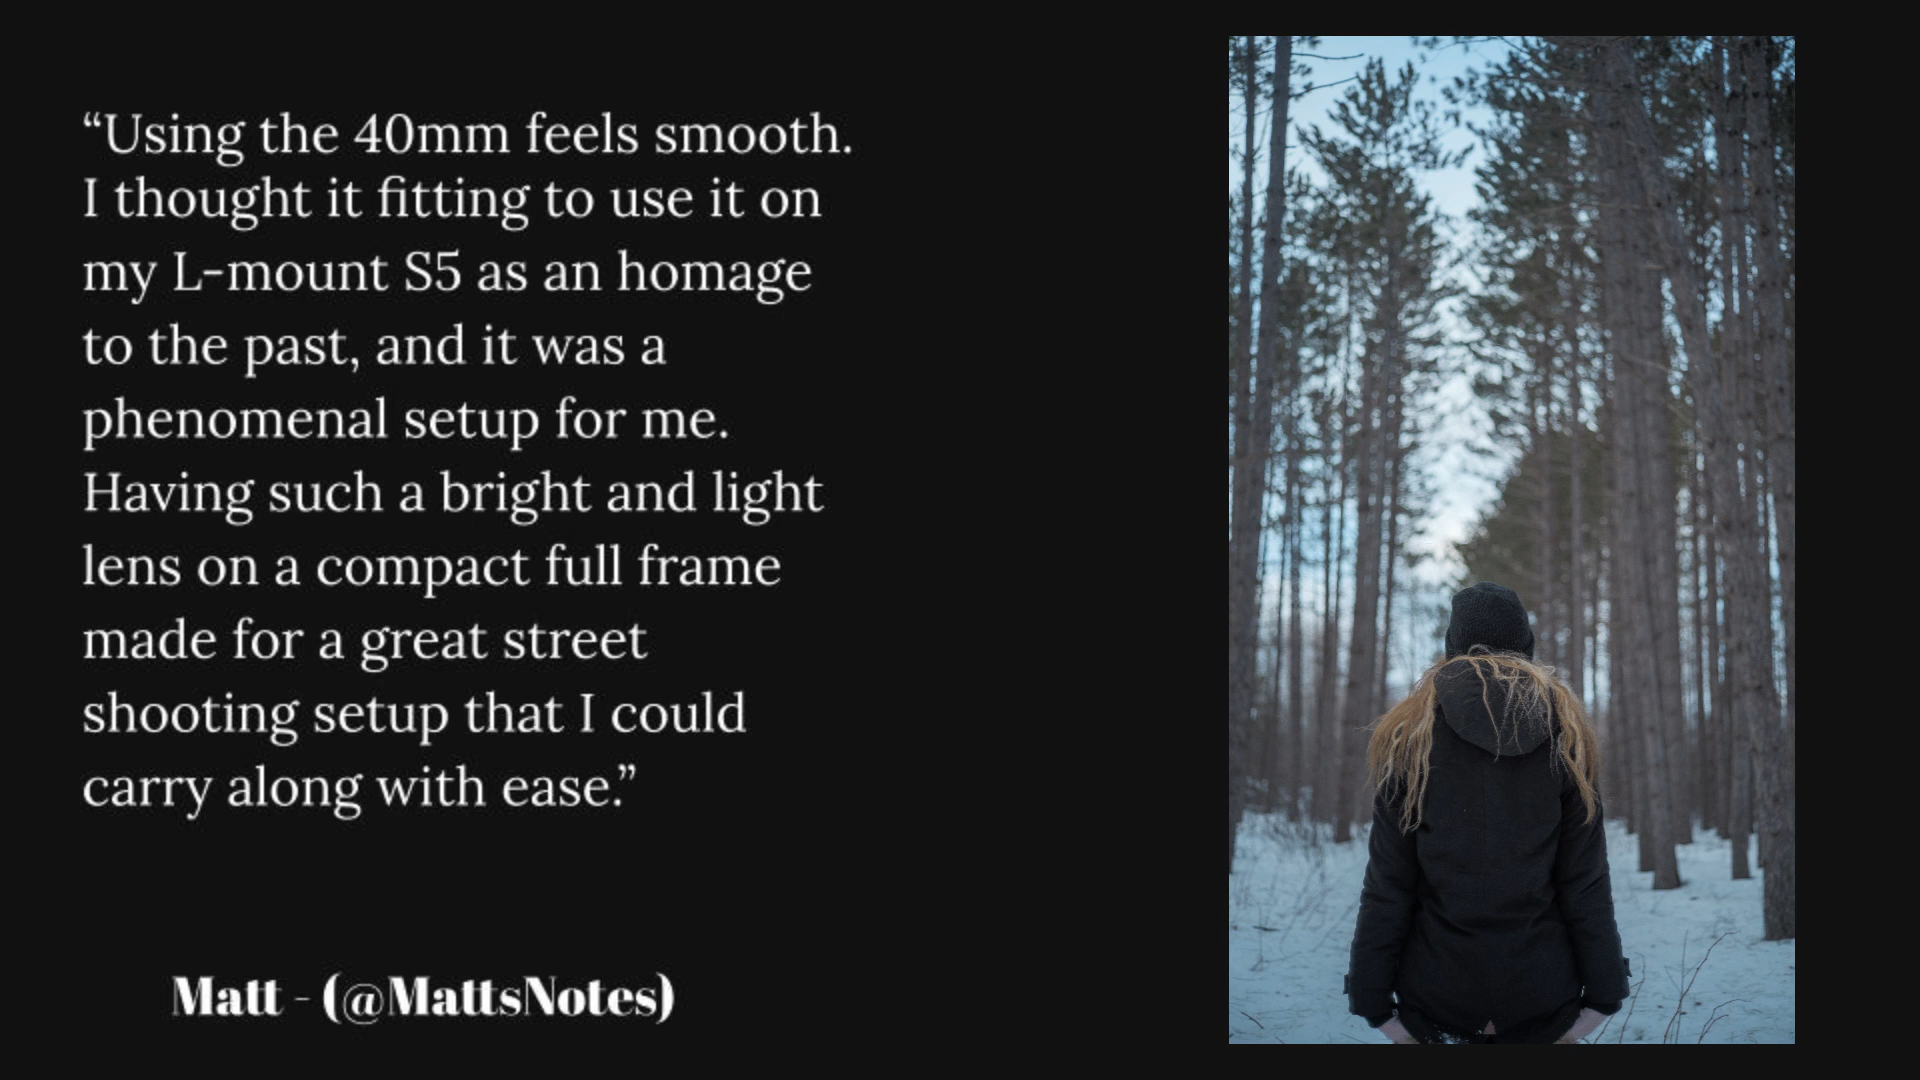 “Using the 40mm feels smooth.
I thought it fitting to use it on
my L-mount S5 as an homage
to the past, and it was a
phenomenal setup for me.
Having such a bright and light
lens on a compact full frame
made for a great street
shooting setup that I could
carry along with ease.”
Matt - (@MattsNotes)